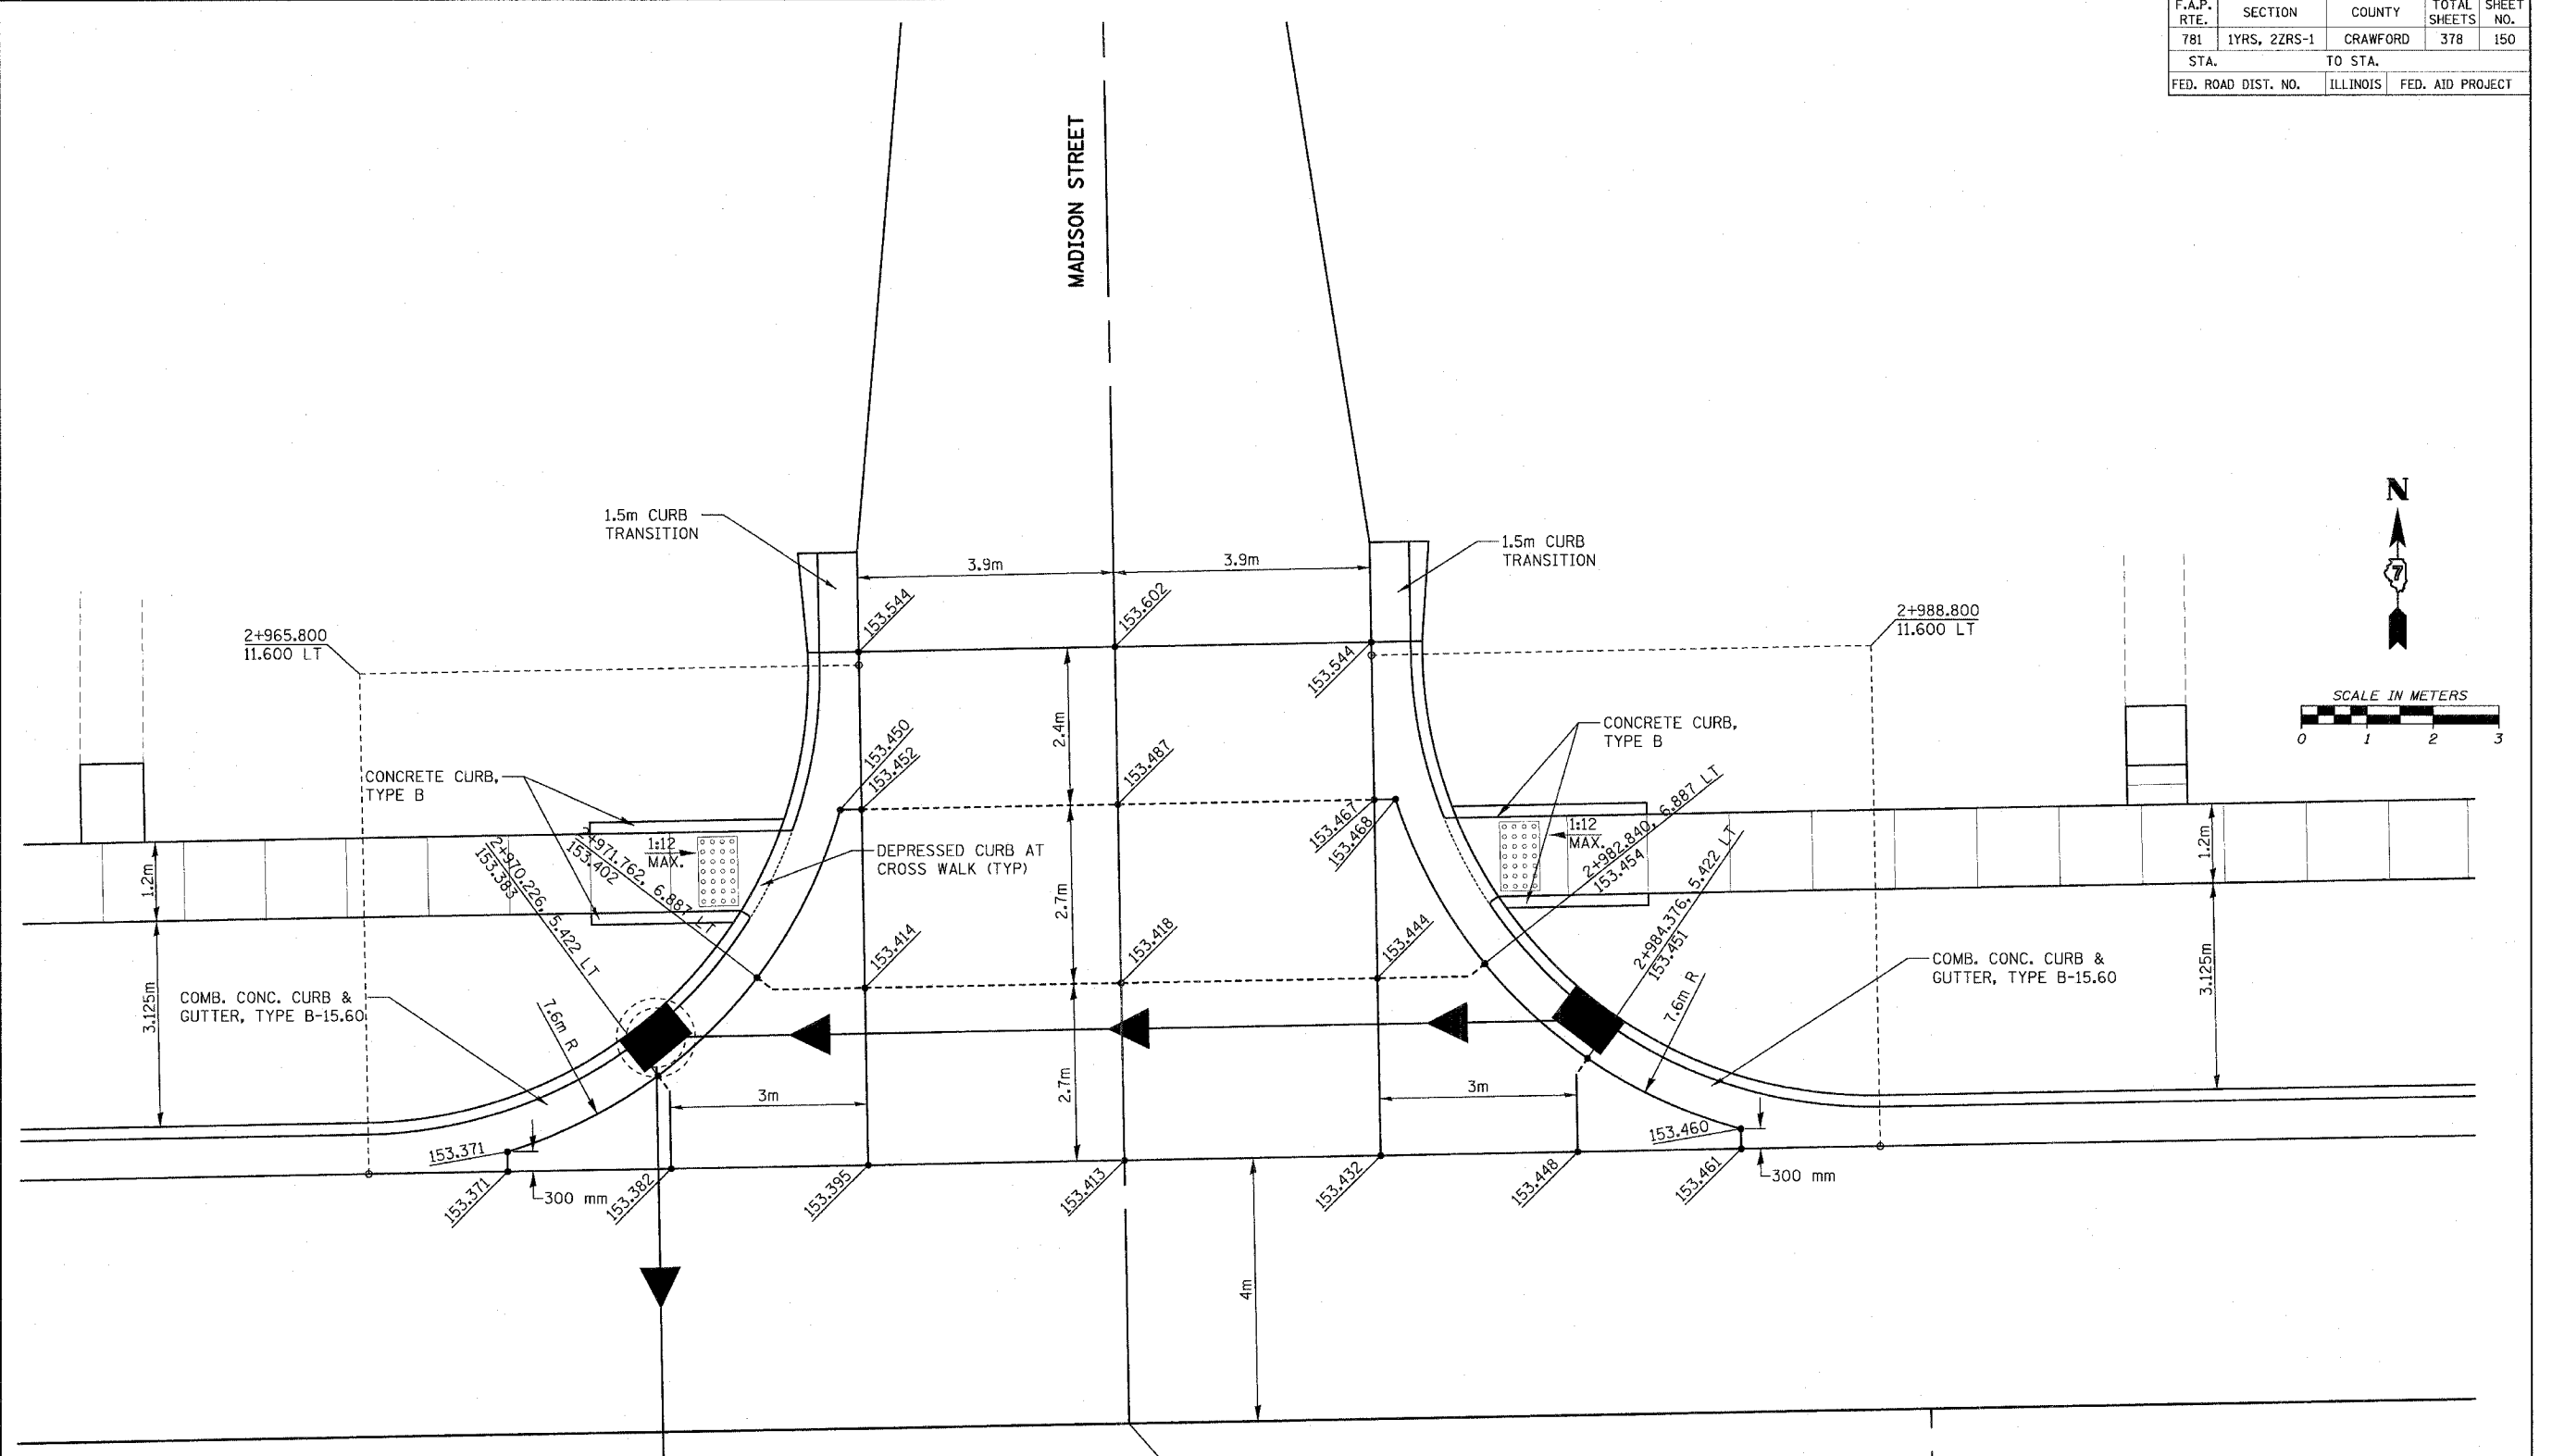 F.A.P. RTE. SECTION COUNTY TOTAL SHEETS SHEET NO.
781 1YRS, 2ZRS-1 CRAWFORD 378 150
STA. TO STA.
FED. ROAD DIST. NO. ILLINOIS FED. AID PROJECT
MADISON STREET
N
7
1.5m CURB
TRANSITION
1.5m CURB
TRANSITION
3.9m
3.9m
153.544
153.602
153.544
2+965.800
11.600 LT
2+988.800
11.600 LT
SCALE IN METERS
0 1 2 3
2.4m
153.450
153.452
153.487
153.467
153.468
CONCRETE CURB,
TYPE B
CONCRETE CURB,
TYPE B
1:12
MAX.
1:12
MAX.
DEPRESSED CURB AT
CROSS WALK (TYP)
1.2m
1.2m
2+970.226, 5.422 LT
153.383
2+971.762, 6.887 LT
153.402
2+982.840, 6.887 LT
153.454
2+984.376, 5.422 LT
153.451
2.7m
153.414
153.418
153.444
COMB. CONC. CURB &
GUTTER, TYPE B-15.60
COMB. CONC. CURB &
GUTTER, TYPE B-15.60
3.125m
3.125m
7.6m R
7.6m R
2.7m
3m
3m
153.371
153.460
300 mm
300 mm
153.371
153.382
153.395
153.413
153.432
153.448
153.461
4m